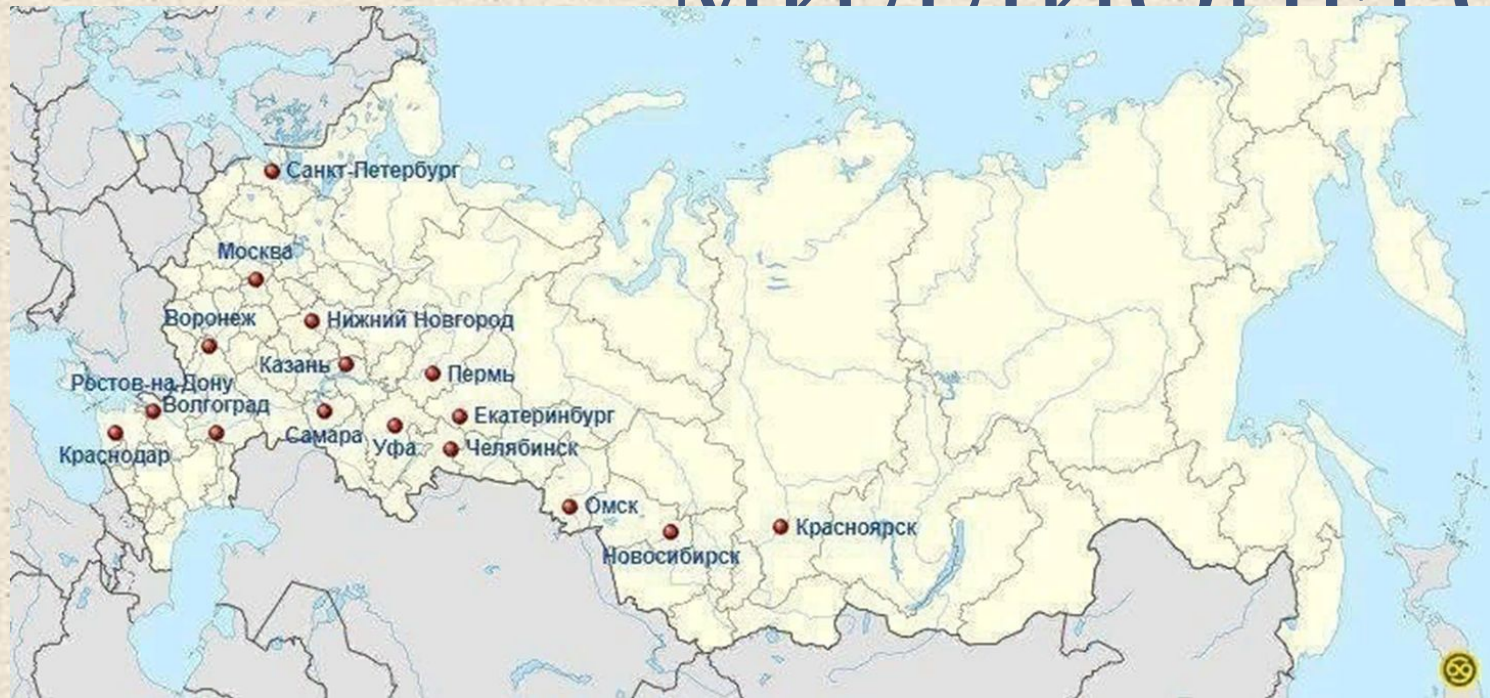 Санкт-Петербург
Москва
Воронеж
Нижний Новгород
Казань
Пермь
Ростов-на-Дону
Волгоград
Екатеринбург
Самара
Уфа
Челябинск
Краснодар
Омск
Красноярск
Новосибирск